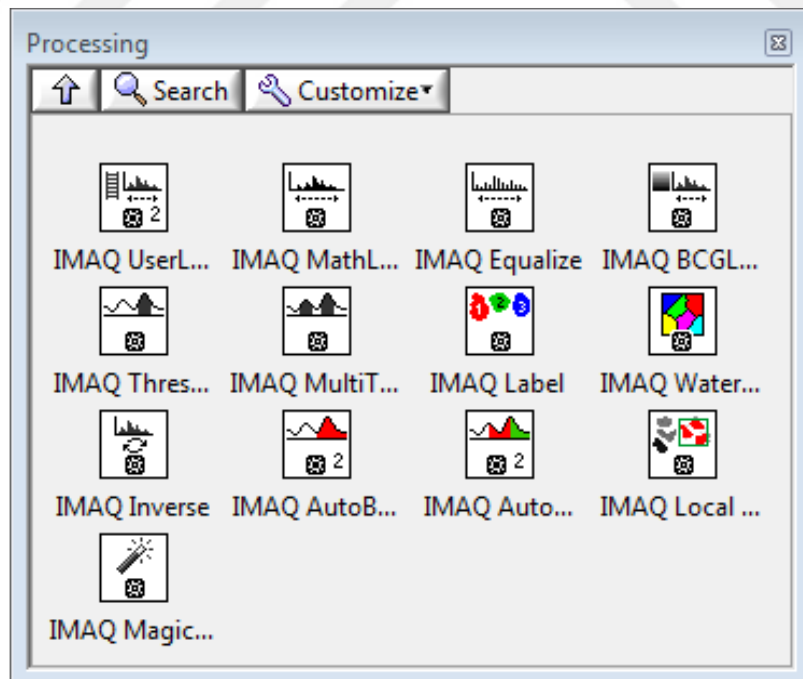 Processing
Search Customize
2
IMAQ UserL... IMAQ MathL... IMAQ Equalize IMAQ BCGL...
1 2 3
IMAQ Thres... IMAQ MultiT... IMAQ Label IMAQ Water...
2 2
IMAQ Inverse IMAQ AutoB... IMAQ Auto... IMAQ Local ...
IMAQ Magic...